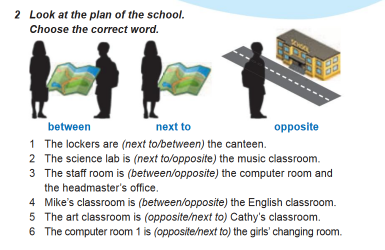 2 Look at the plan of the school.
Choose the correct word.
SCHOOL
between next to opposite
1 The lockers are (next to/between) the canteen.
2 The science lab is (next to/opposite) the music classroom.
3 The staff room is (between/opposite) the computer room and
the headmaster's office.
4 Mike's classroom is (between/opposite) the English classroom.
5 The art classroom is (opposite/next to) Cathy's classroom.
6 The computer room 1 is (opposite/next to) the girls' changing room.